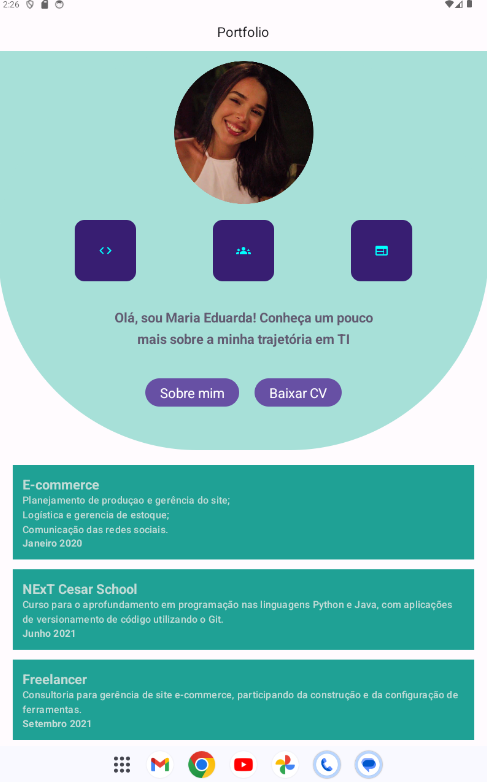 2:26
Portfolio
Olá, sou Maria Eduarda! Conheça um pouco
mais sobre a minha trajetória em TI
Sobre mim
Baixar CV
E-commerce
Planejamento de produçao e gerência do site;
Logística e gerencia de estoque;
Comunicação das redes sociais.
Janeiro 2020
NExT Cesar School
Curso para o aprofundamento em programação nas linguagens Python e Java, com aplicações
de versionamento de código utilizando o Git.
Junho 2021
Freelancer
Consultoria para gerência de site e-commerce, participando da construção e da configuração de
ferramentas.
Setembro 2021